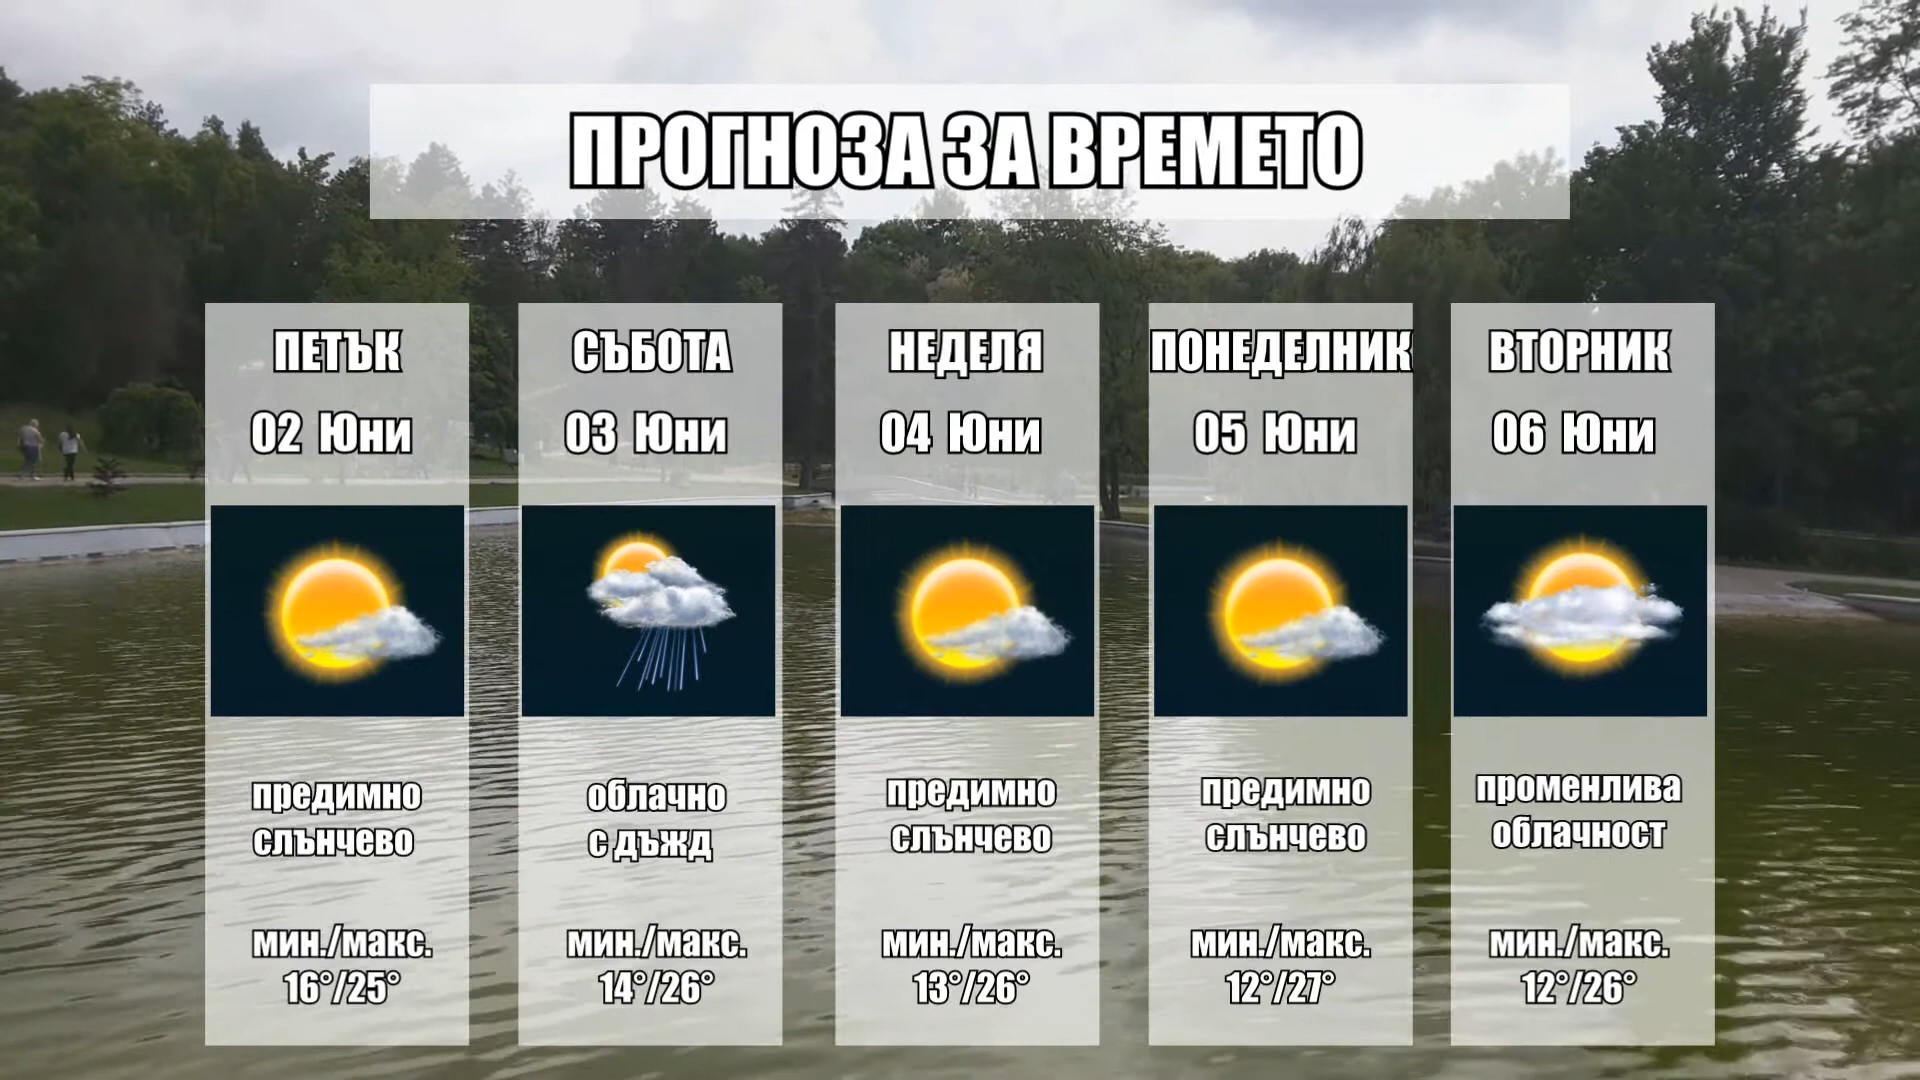 ПРОГНОЗА ЗА ВРЕМЕТО
ПЕТЪК
02 Юни
предимно
слънчево
мин./макс.
16°/25°
СЪБОТА
03 Юни
облачно
с дъжд
мин./макс.
14°/26°
НЕДЕЛЯ
04 Юни
предимно
слънчево
мин./макс.
13°/26°
ПОНЕДЕЛНИК
05 Юни
предимно
слънчево
мин./макс.
12°/27°
ВТОРНИК
06 Юни
променлива
облачност
мин./макс.
12°/26°